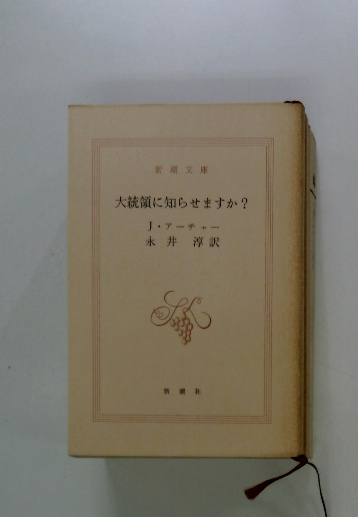 新潮文庫
大統領に知らせますか?
J・アーチャー
永井 淳訳
新潮社